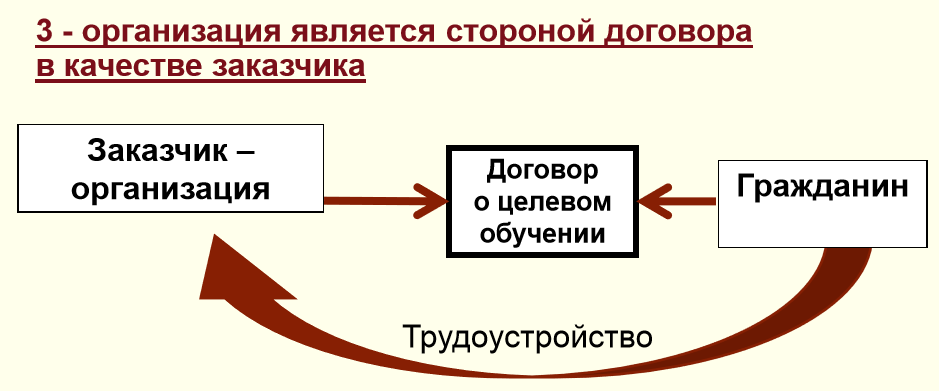 3 - организация является стороной договора
в качестве заказчика
Заказчик –
организация
Договор
о целевом
обучении
Гражданин
Трудоустройство